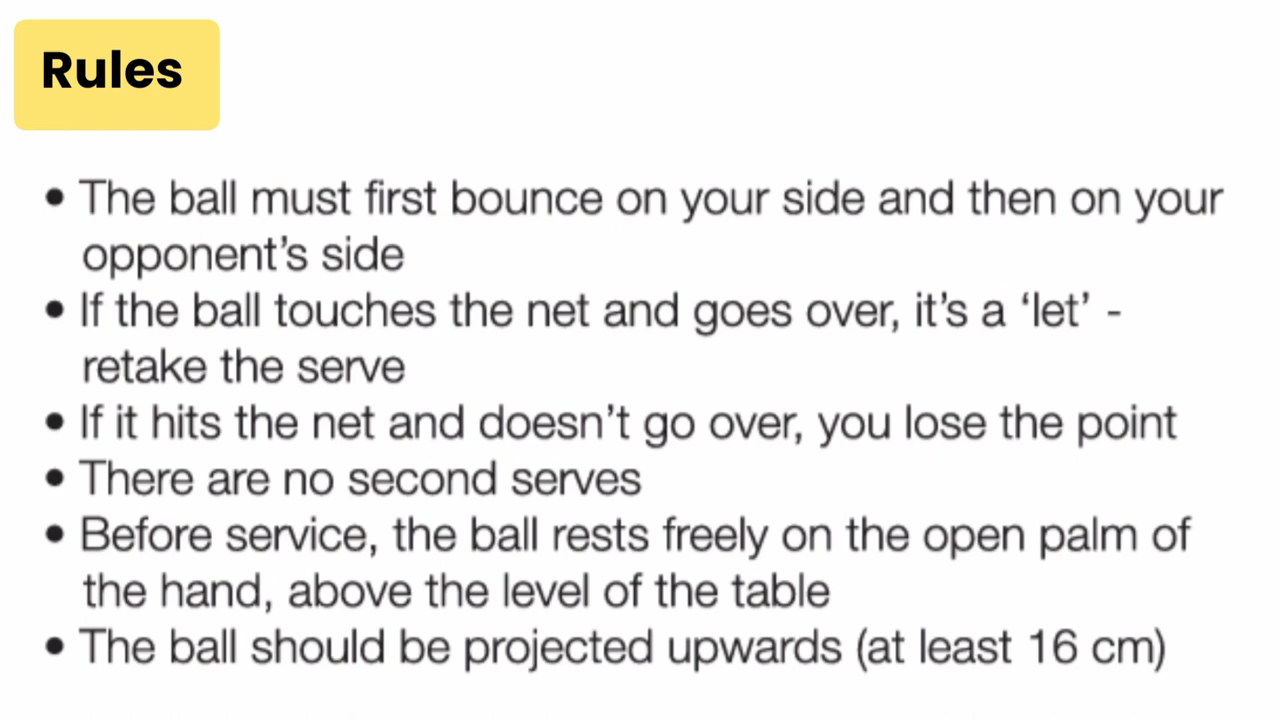 Rules
• The ball must first bounce on your side and then on your
opponent’s side
• If the ball touches the net and goes over, it’s a ‘let’ -
retake the serve
• If it hits the net and doesn’t go over, you lose the point
• There are no second serves
• Before service, the ball rests freely on the open palm of
the hand, above the level of the table
• The ball should be projected upwards (at least 16 cm)